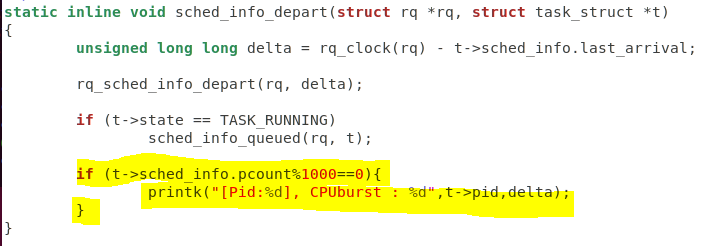 static inline void sched_info_depart(struct rq *rq, struct task_struct *t)
{
unsigned long long delta = rq_clock(rq) - t->sched_info.last_arrival;
rq_sched_info_depart(rq, delta);
if (t->state == TASK_RUNNING)
sched_info_queued(rq, t);
if (t->sched_info.pcount%1000==0){
printk("[Pid:%d], CPUburst : %d",t->pid,delta);
}
}